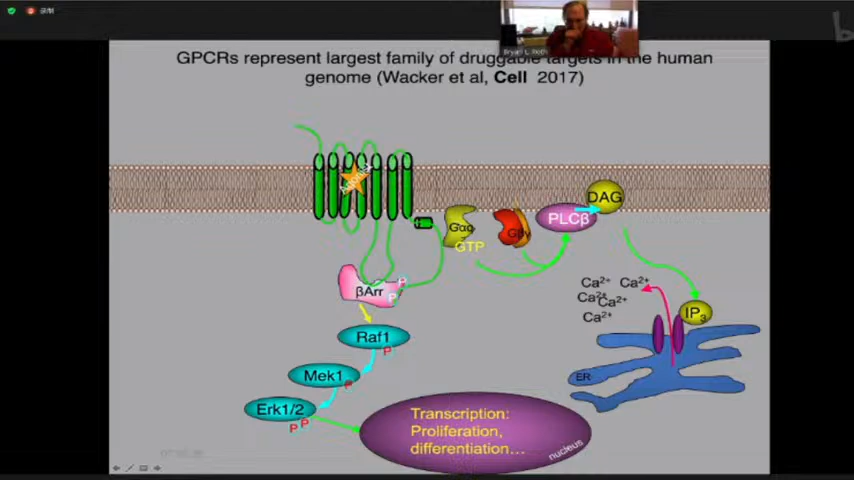 GPCRs represent largest family of druggable targets in the human
genome (Wacker et al, Cell 2017)
DAG
PLCβ
Gαq
GTP
Gβγ
βArr
P
P
Ca²⁺ Ca²⁺
Ca²⁺
Ca²⁺
Ca²⁺
IP₃
Raf1
P
ER
Mek1
P
Erk1/2
P P
Transcription:
Proliferation,
differentiation...
nucleus